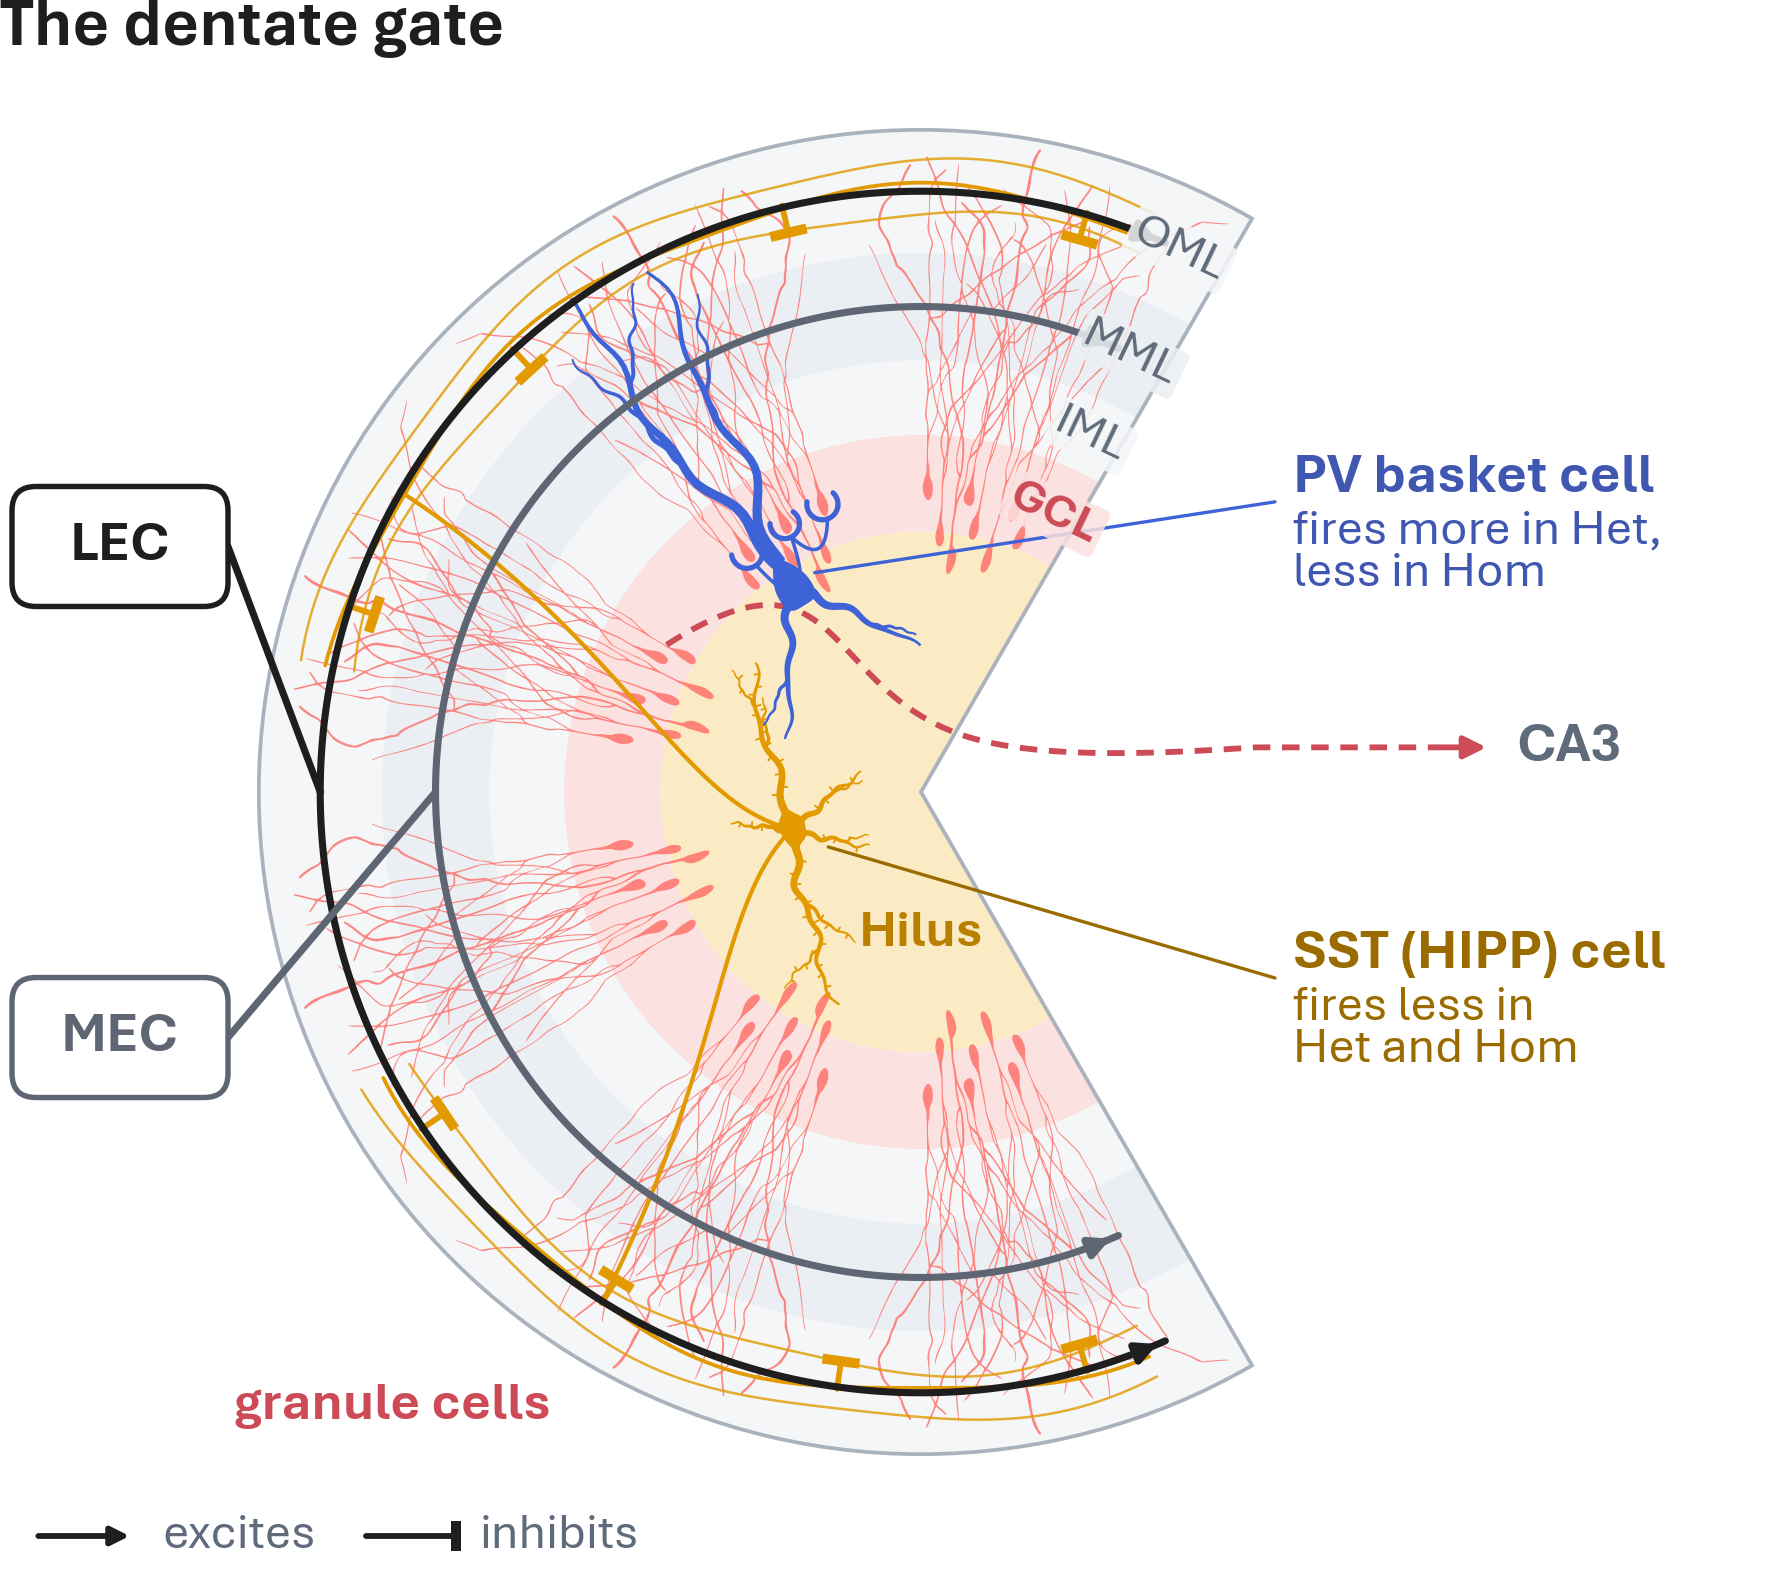 The dentate gate
OML
MML
IML
GCL
PV basket cell
fires more in Het,
less in Hom
LEC
CA3
Hilus
SST (HIPP) cell
fires less in
Het and Hom
MEC
granule cells
excites
inhibits